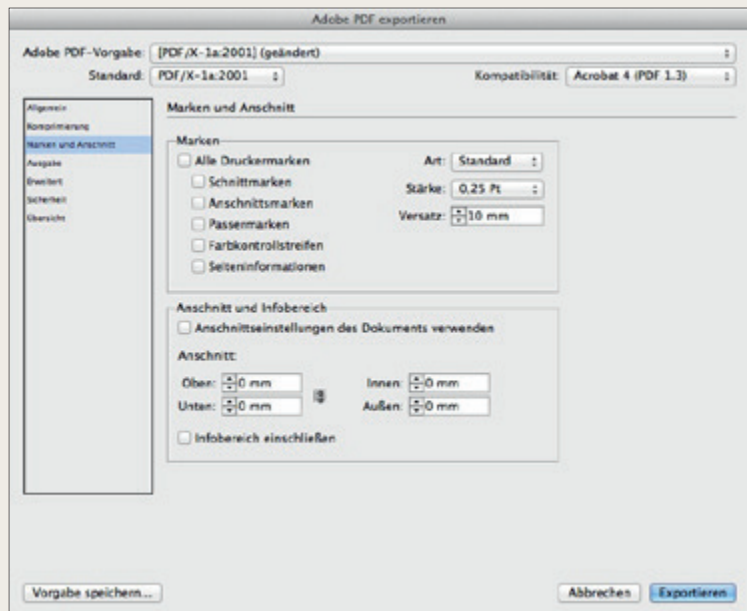 Adobe PDF exportieren
Adobe PDF-Vorgabe: [PDF/X-1a:2001] (geändert)
Standard: PDF/X-1a:2001 Kompatibilität: Acrobat 4 (PDF 1.3)
Allgemein
Komprimierung
Marken und Anschnitt
Ausgabe
Erweitert
Sicherheit
Übersicht
Marken und Anschnitt
Marken
Alle Druckermarken
Schnittmarken
Anschnittsmarken
Passermarken
Farbkontrollstreifen
Seiteninformationen
Art: Standard
Stärke: 0,25 Pt
Versatz: 10 mm
Anschnitt und Infobereich
Anschnittseinstellungen des Dokuments verwenden
Anschnitt:
Oben: 0 mm Innen: 0 mm
Unten: 0 mm Außen: 0 mm
Infobereich einschließen
Vorgabe speichern... Abbrechen Exportieren